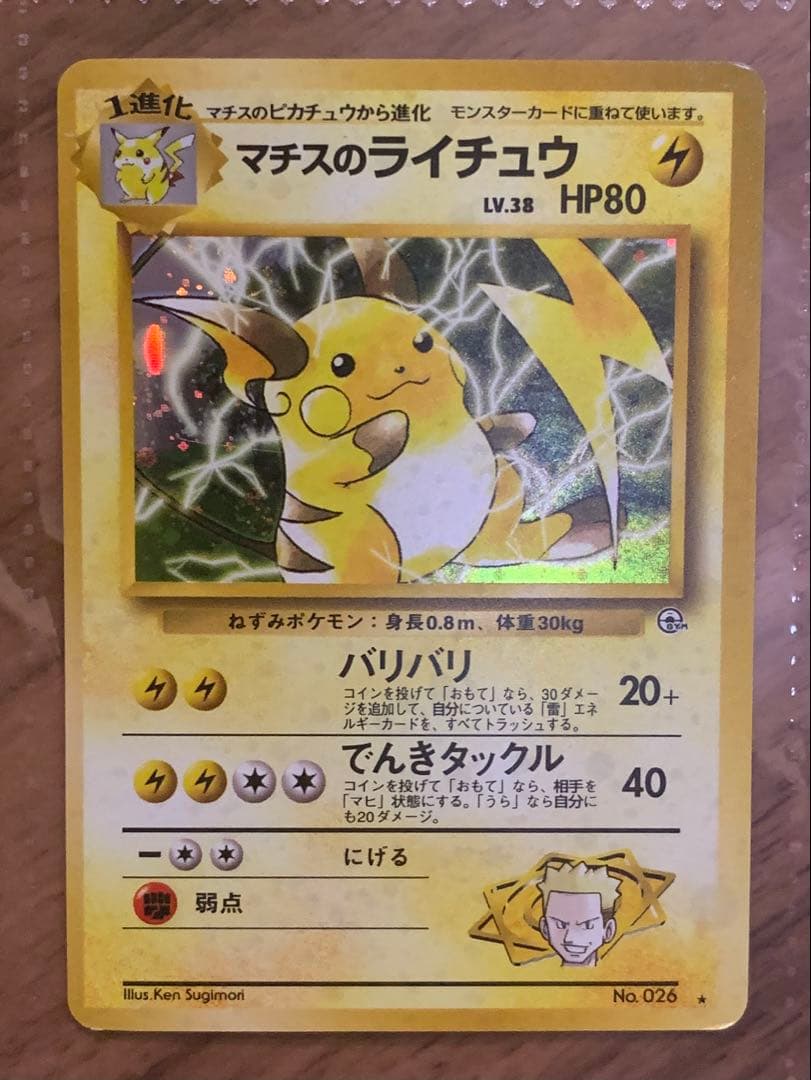 1進化 マチスのピカチュウから進化 モンスターカードに重ねて使います。
マチスのライチュウ
LV.38 HP80
ねずみポケモン：身長0.8m、体重30kg
GYM
バリバリ
コインを投げて「おもて」なら、30ダメー
ジを追加して、自分についている「雷」エネ
ルギーカードを、すべてトラッシュする。
20+
でんきタックル
コインを投げて「おもて」なら、相手を
「マヒ」状態にする。「うら」なら自分に
も20ダメージ。
40
にげる
弱点
Illus.Ken Sugimori
No. 026 ★